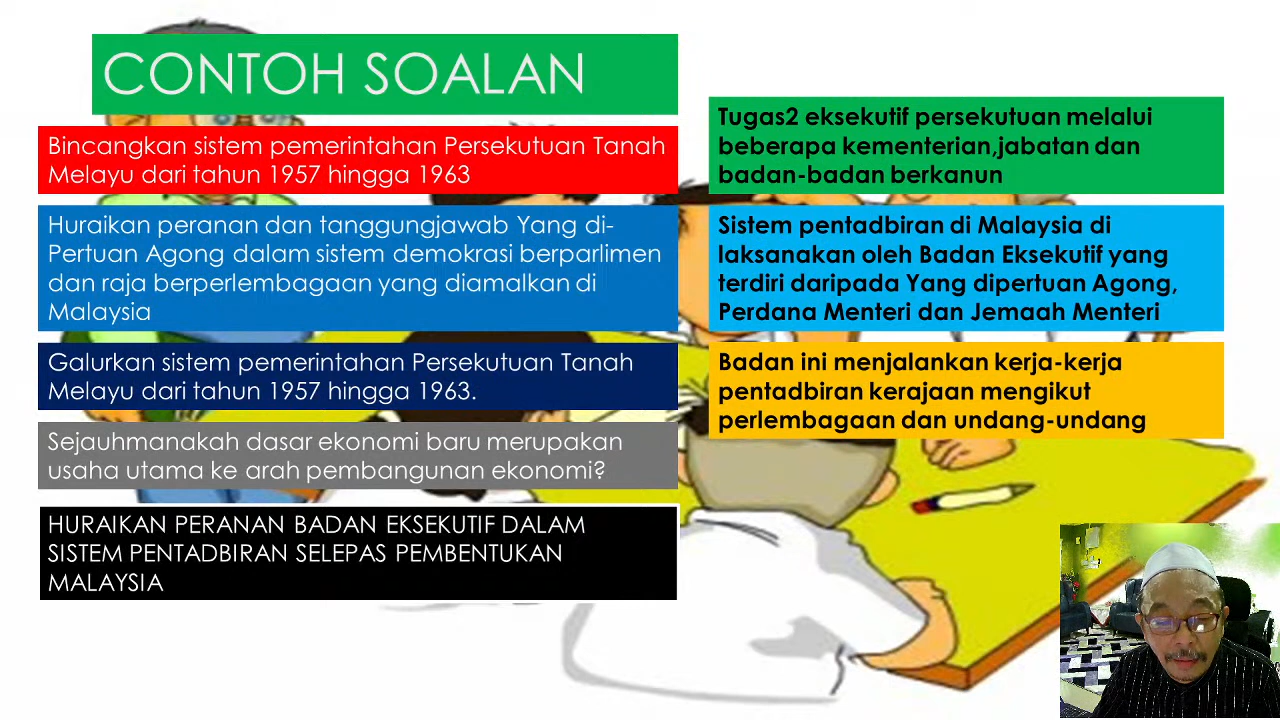 CONTOH SOALAN
Bincangkan sistem pemerintahan Persekutuan Tanah
Melayu dari tahun 1957 hingga 1963
Huraikan peranan dan tanggungjawab Yang di-
Pertuan Agong dalam sistem demokrasi berparlimen
dan raja berperlembagaan yang diamalkan di
Malaysia
Galurkan sistem pemerintahan Persekutuan Tanah
Melayu dari tahun 1957 hingga 1963.
Sejauhmanakah dasar ekonomi baru merupakan
usaha utama ke arah pembangunan ekonomi?
HURAIKAN PERANAN BADAN EKSEKUTIF DALAM
SISTEM PENTADBIRAN SELEPAS PEMBENTUKAN
MALAYSIA
Tugas2 eksekutif persekutuan melalui
beberapa kementerian,jabatan dan
badan-badan berkanun
Sistem pentadbiran di Malaysia di
laksanakan oleh Badan Eksekutif yang
terdiri daripada Yang dipertuan Agong,
Perdana Menteri dan Jemaah Menteri
Badan ini menjalankan kerja-kerja
pentadbiran kerajaan mengikut
perlembagaan dan undang-undang